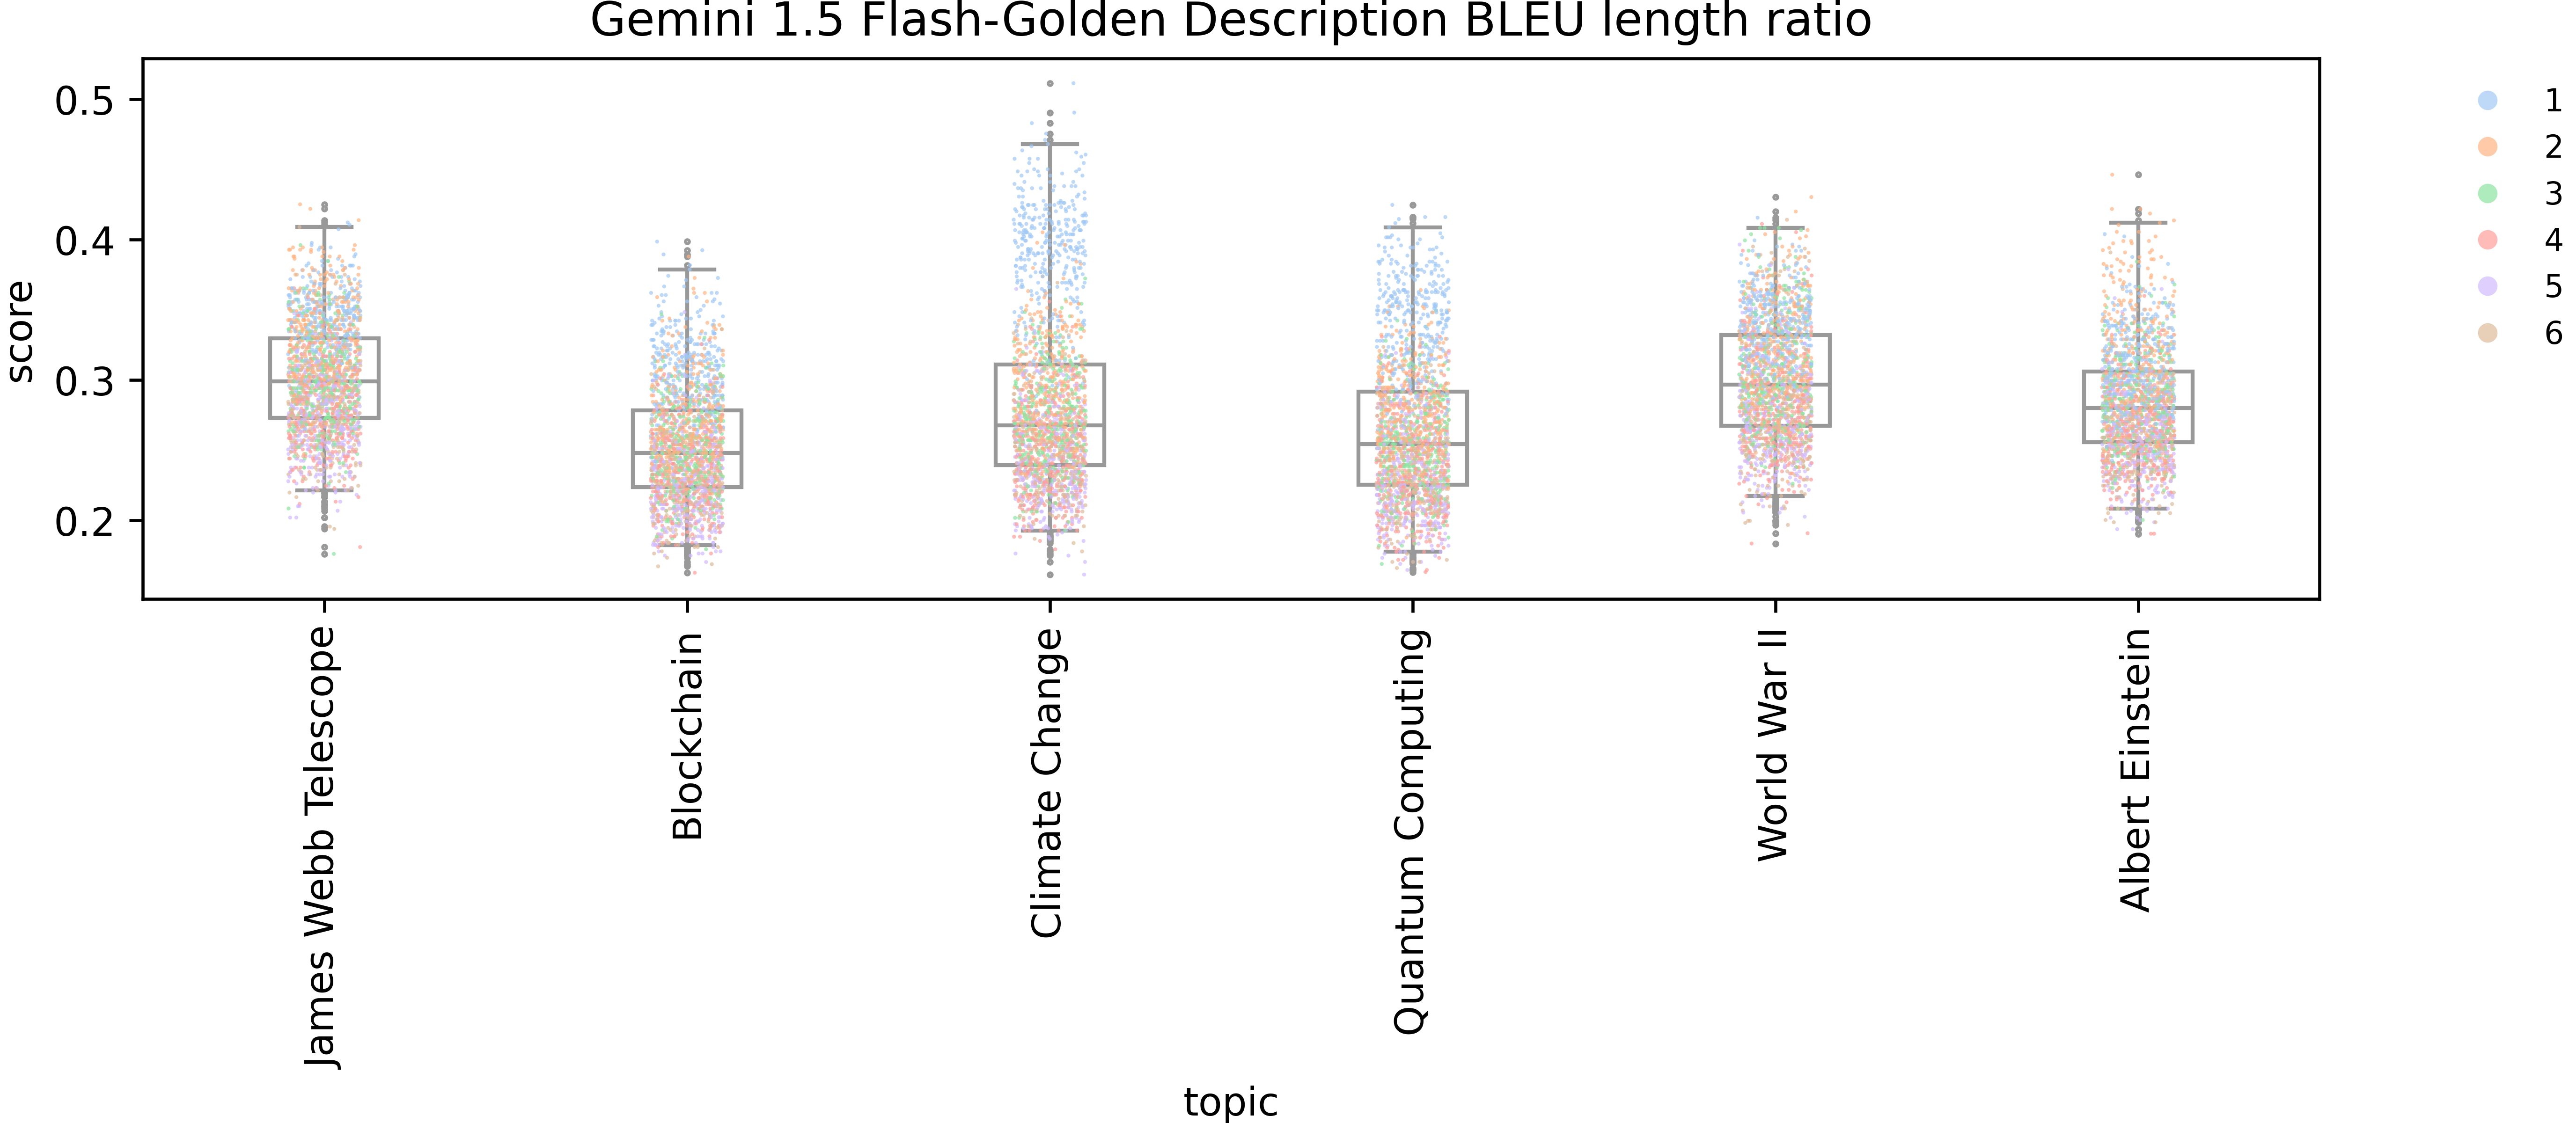 Gemini 1.5 Flash-Golden Description BLEU length ratio
score
0.5
0.4
0.3
0.2
James Webb Telescope
Blockchain
Climate Change
Quantum Computing
World War II
Albert Einstein
topic
1
2
3
4
5
6